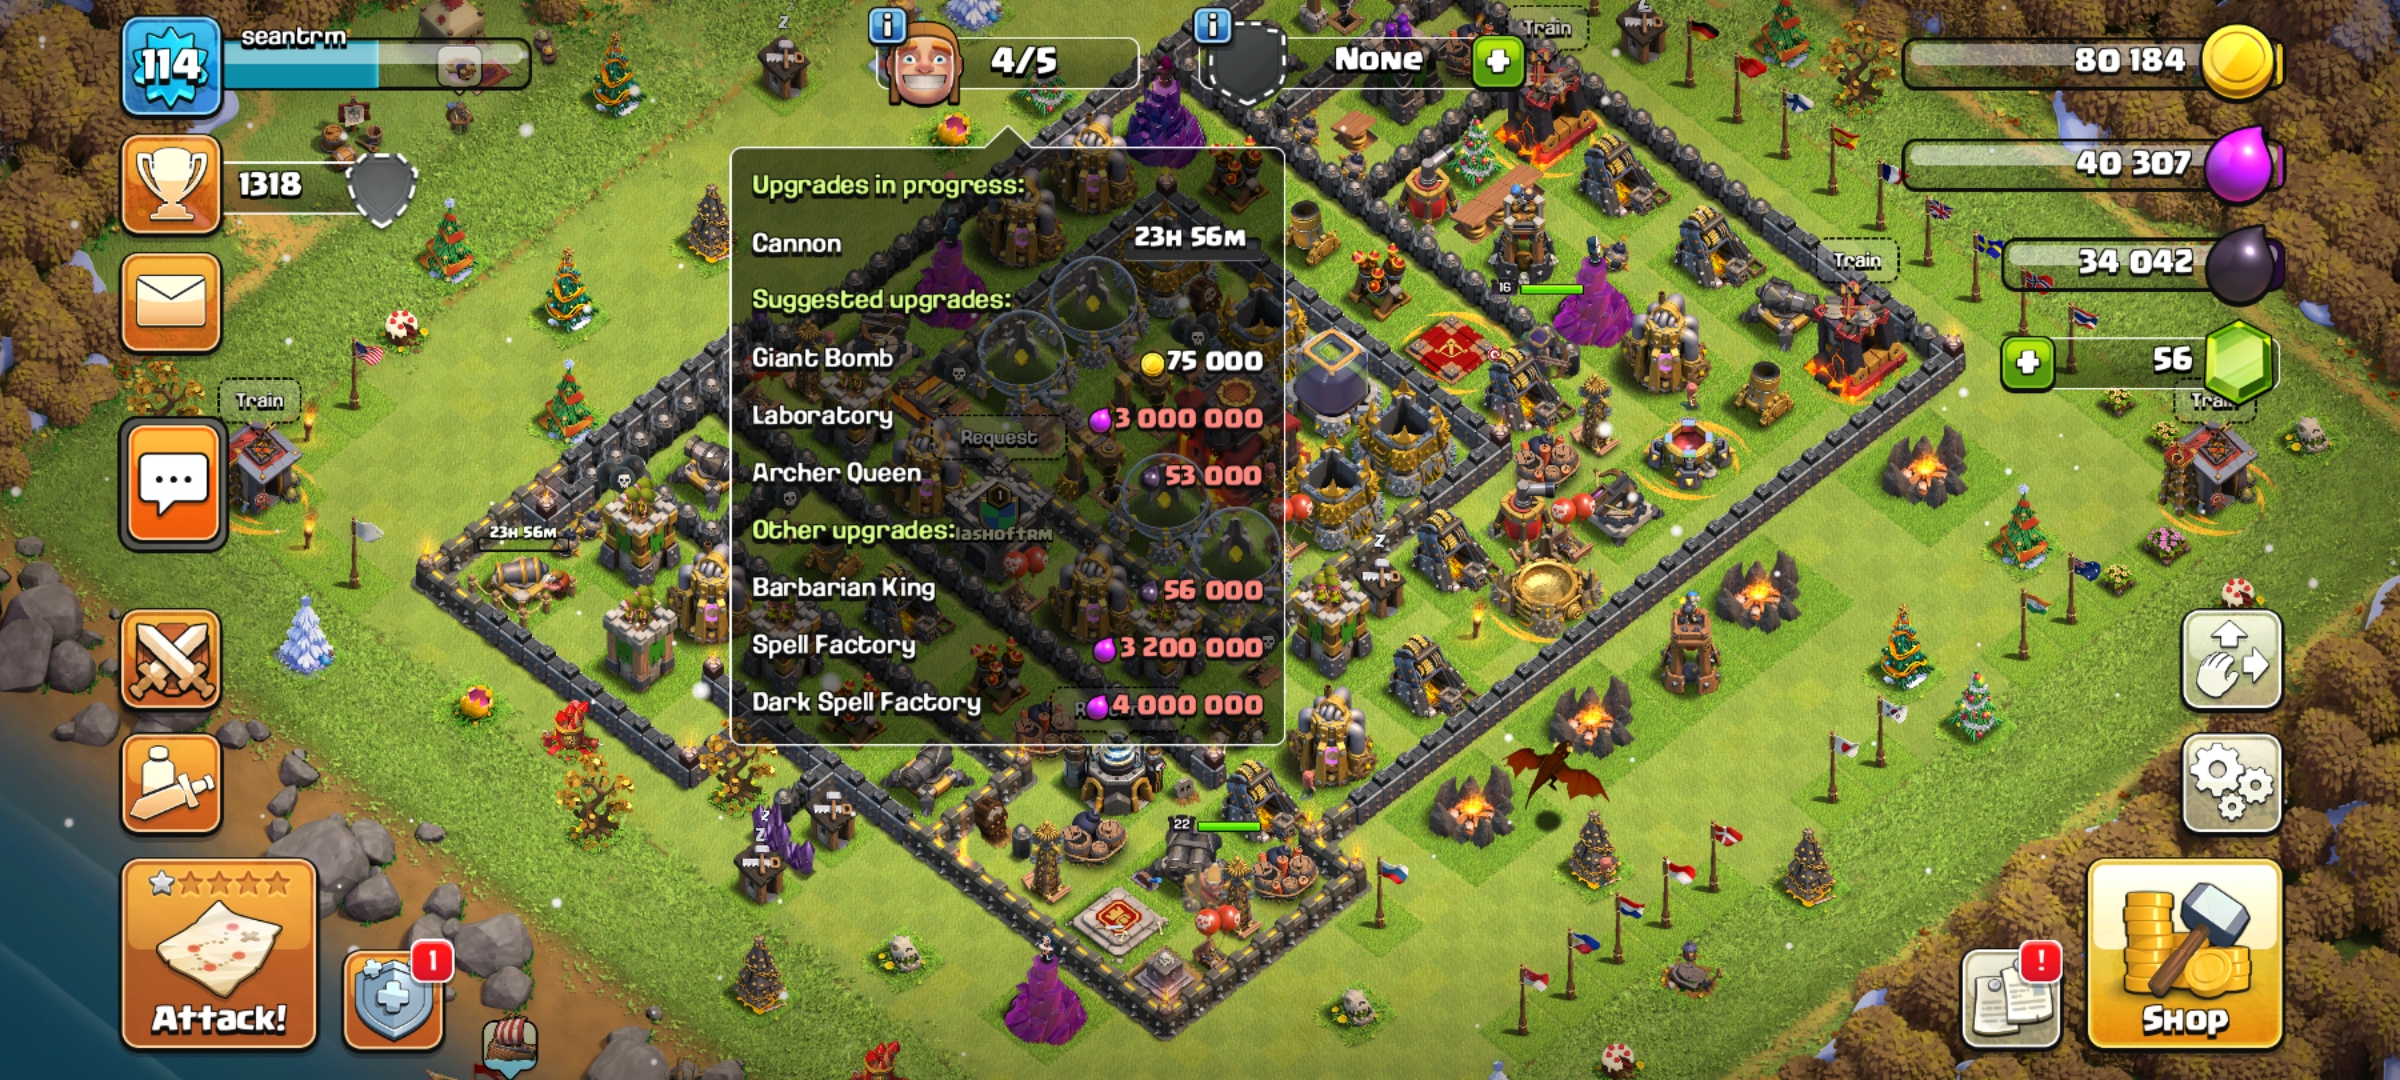 114
seantrm
4/5
None
Train
80 184
1318
40 307
34 042
56
Train
Train
Upgrades in progress:
Cannon 23H 56M
Suggested upgrades:
Giant Bomb 75 000
Laboratory 3 000 000
Archer Queen 53 000
Other upgrades:
Barbarian King 56 000
Spell Factory 3 200 000
Dark Spell Factory 4 000 000
Request
16
23H 56M
22
Attack!
1
!
Shop